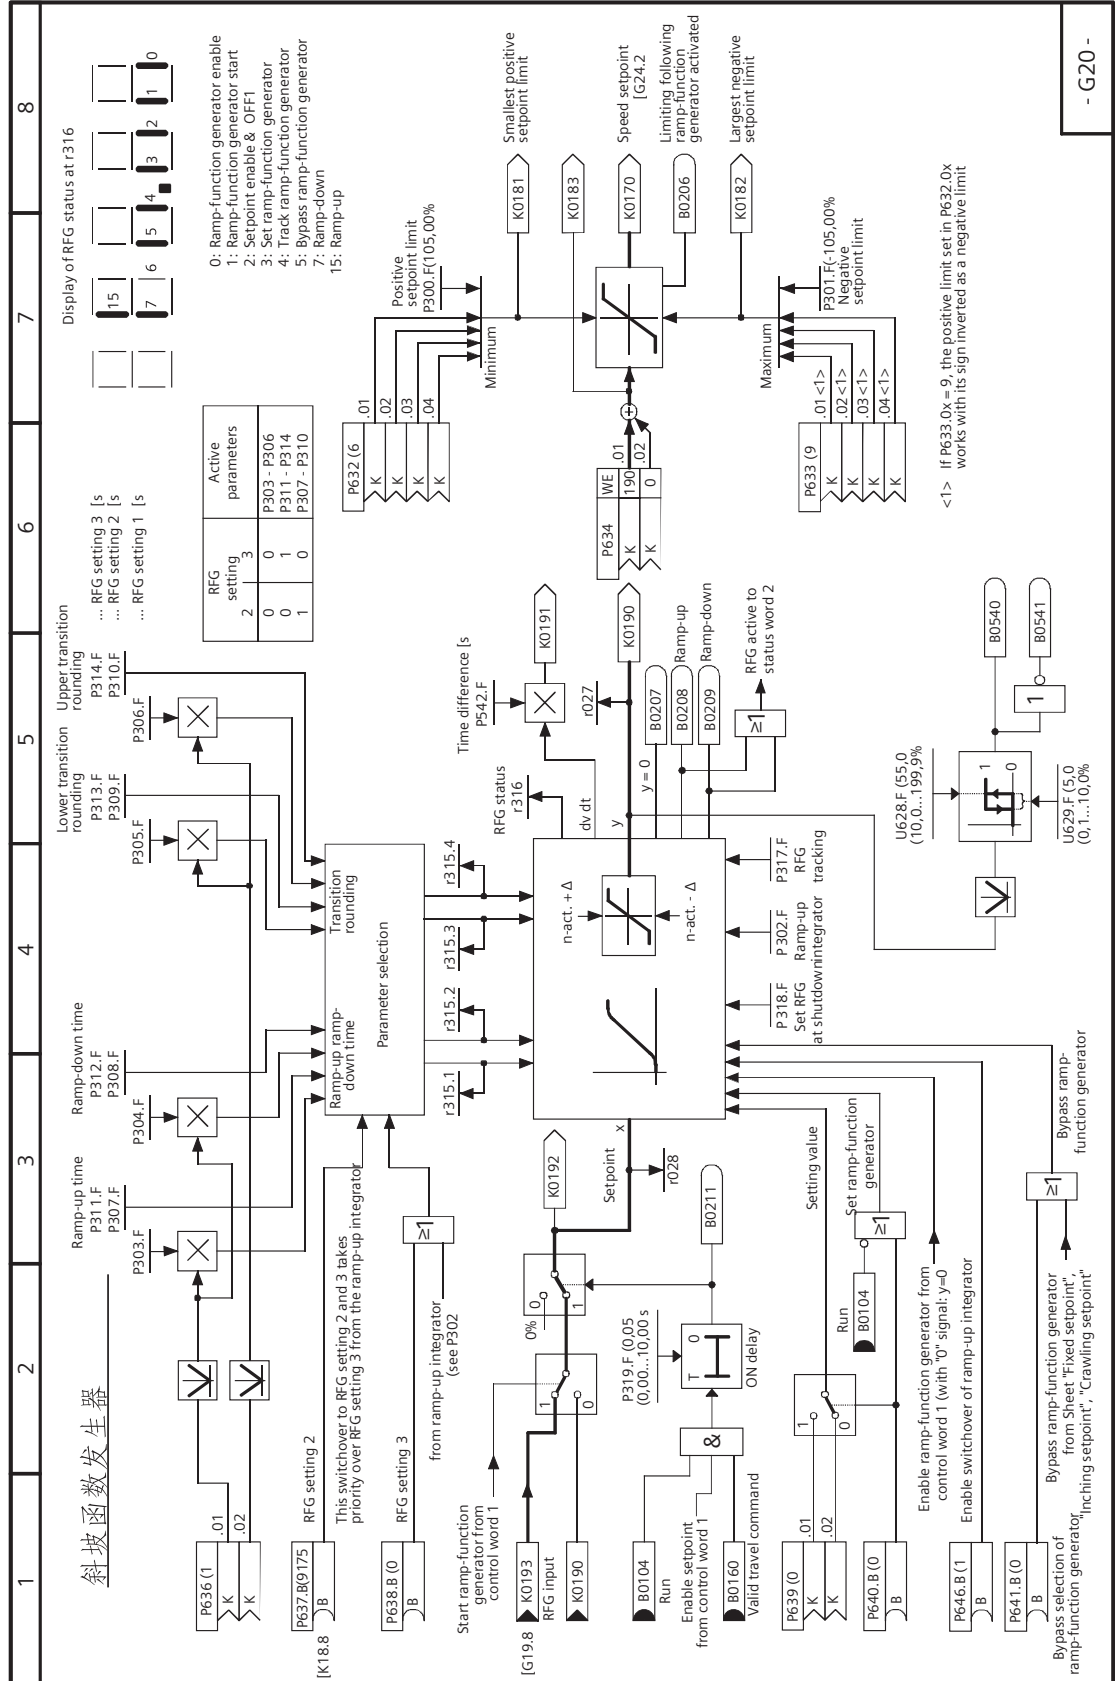 1
2
3
4
5
6
7
8
斜坡函数发生器
Display of RFG status at r316
15
7
6
5
4
3
2
1
0
0: Ramp-function generator enable
1: Ramp-function generator start
2: Setpoint enable & OFF1
3: Set ramp-function generator
4: Track ramp-function generator
5: Bypass ramp-function generator
7: Ramp-down
15: Ramp-up
Ramp-up time
P311.F
P307.F
P303.F
Ramp-down time
P312.F
P308.F
P304.F
Lower transition
rounding
P313.F
P309.F
P305.F
Upper transition
rounding
P314.F
P310.F
P306.F
... RFG setting 3 [s
... RFG setting 2 [s
... RFG setting 1 [s
RFG
setting
2
3
Active
parameters
0
0
P303 - P306
0
1
P311 - P314
1
0
P307 - P310
P636 (1
K
.01
K
.02
[K18.8
P637.B(9175
B
RFG setting 2
This switchover to RFG setting 2 and 3 takes
priority over RFG setting 3 from the ramp-up integrator
P638.B (0
B
RFG setting 3
from ramp-up integrator
(see P302
≥1
Ramp-up ramp-
down time
Parameter selection
Transition
rounding
r315.1
r315.2
r315.3
r315.4
Start ramp-function
generator from
control word 1
[G19.8
K0193
RFG input
K0190
1
0
0%
0
1
K0192
Setpoint
x
r028
B0104
Run
Enable setpoint
from control word 1
B0160
Valid travel command
&
P319.F (0,05
(0,00...10,00 s
T
0
ON delay
B0211
n-act. + Δ
n-act. - Δ
RFG status
r316
dv dt
y
y = 0
Time difference [s
P542.F
K0191
r027
K0190
B0207
B0208
Ramp-up
B0209
Ramp-down
≥1
RFG active to
status word 2
P318.F
Set RFG
at shutdown
P302.F
Ramp-up
integrator
P317.F
RFG
tracking
P639 (0
K
.01
K
.02
1
0
P640.B (0
B
Run
B0104
≥1
Setting value
Set ramp-function
generator
Enable ramp-function generator from
control word 1 (with "0" signal: y=0
P646.B (1
B
Enable switchover of ramp-up integrator
P641.B (0
B
Bypass selection of
ramp-function generator
Bypass ramp-function generator
from Sheet "Fixed setpoint",
"Inching setpoint", "Crawling setpoint"
≥1
Bypass ramp-
function generator
U628.F (55,0
(10,0...199,9%
1
0
U629.F (5,0
(0,1...10,0%
B0540
1
B0541
P632 (6
K
.01
K
.02
K
.03
K
.04
Positive
setpoint limit
P300.F(105,00%
Minimum
K0181
Smallest positive
setpoint limit
K0183
P634
WE
K
190
.01
K
0
.02
+
K0170
Speed setpoint
[G24.2
B0206
Limiting following
ramp-function
generator activated
K0182
Largest negative
setpoint limit
Maximum
P301.F(-105,00%
Negative
setpoint limit
P633 (9
K
.01 <1>
K
.02 <1>
K
.03 <1>
K
.04 <1>
<1> If P633.0x = 9, the positive limit set in P632.0x
works with its sign inverted as a negative limit
- G20 -